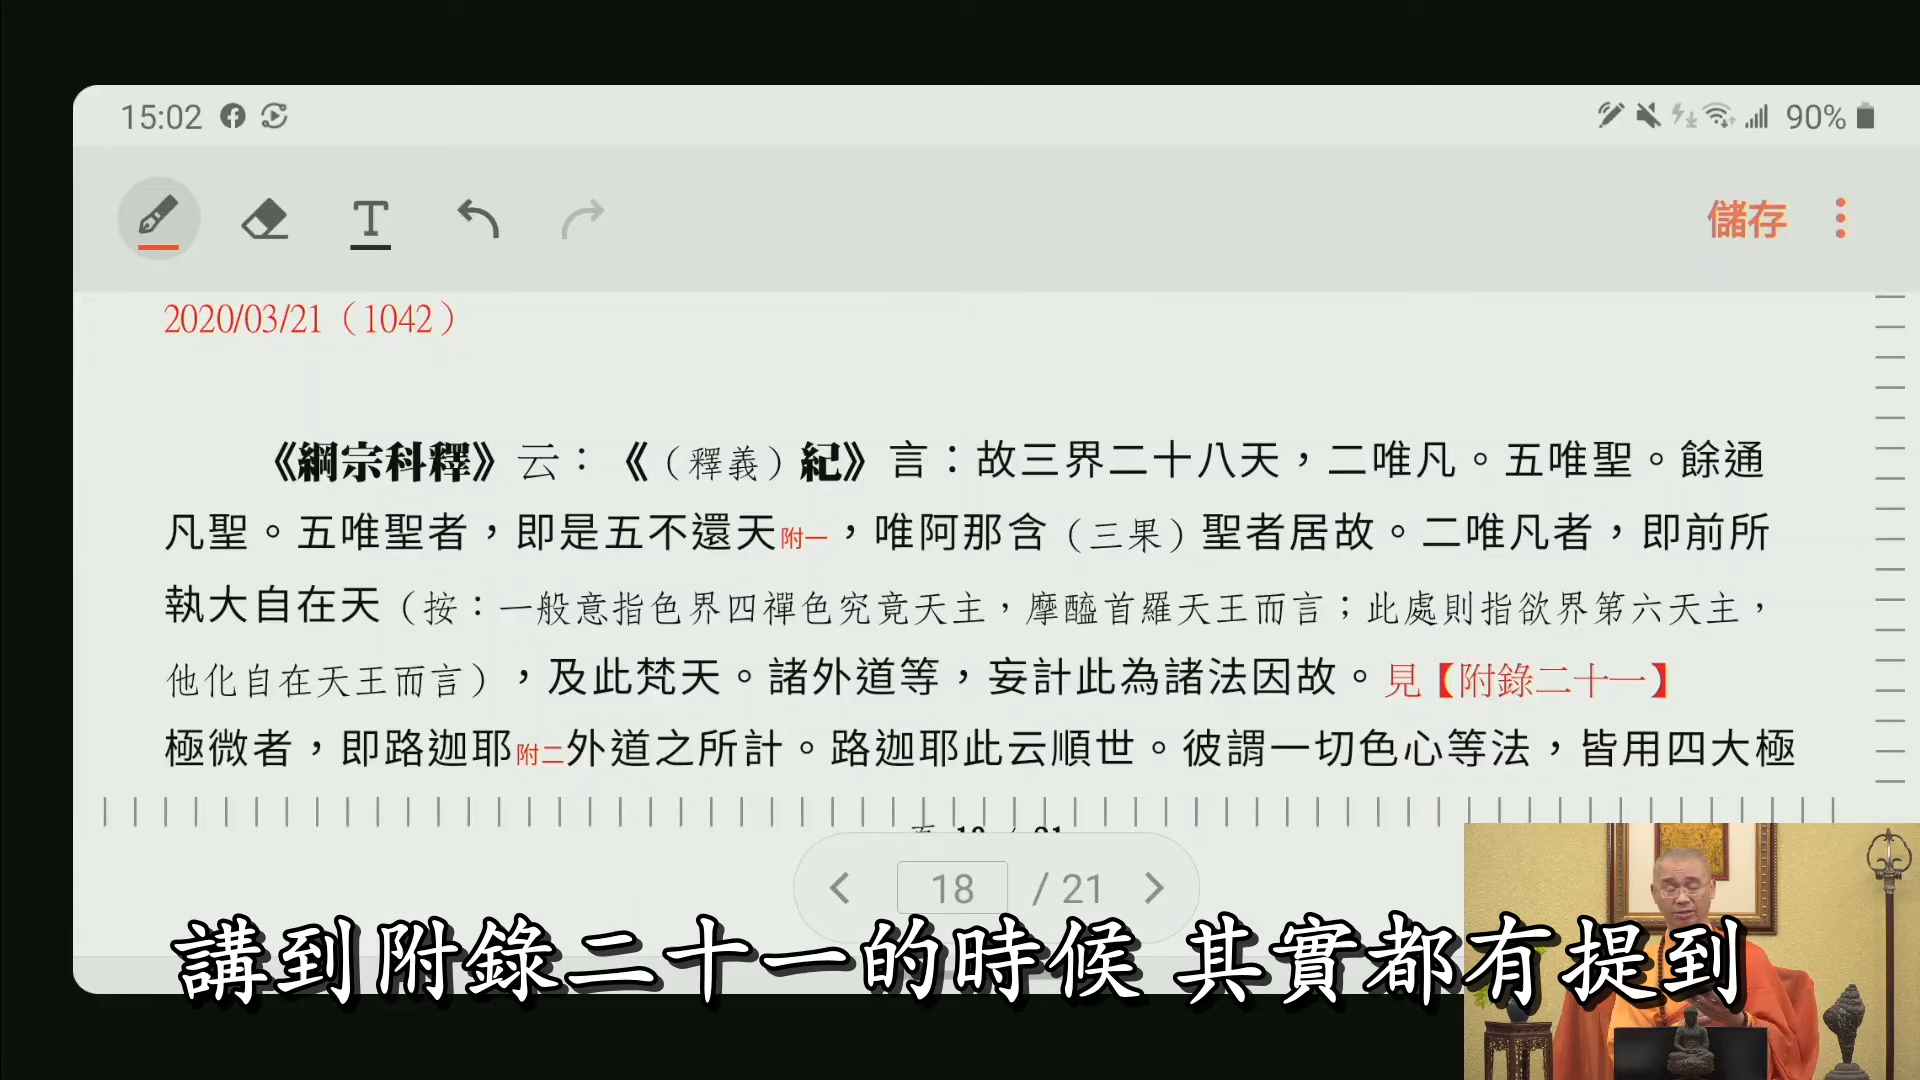 15:02
90%
儲存
2020/03/21（1042）
《綱宗科釋》云：《（釋義）紀》言：故三界二十八天，二唯凡。五唯聖。餘通
凡聖。五唯聖者，即是五不還天附一，唯阿那含（三果）聖者居故。二唯凡者，即前所
執大自在天（按：一般意指色界四禪色究竟天主，摩醯首羅天王而言；此處則指欲界第六天主，
他化自在天王而言），及此梵天。諸外道等，妄計此為諸法因故。見【附錄二十一】
極微者，即路迦耶附二外道之所計。路迦耶此云順世。彼謂一切色心等法，皆用四大極
18 / 21
講到附錄二十一的時候 其實都有提到